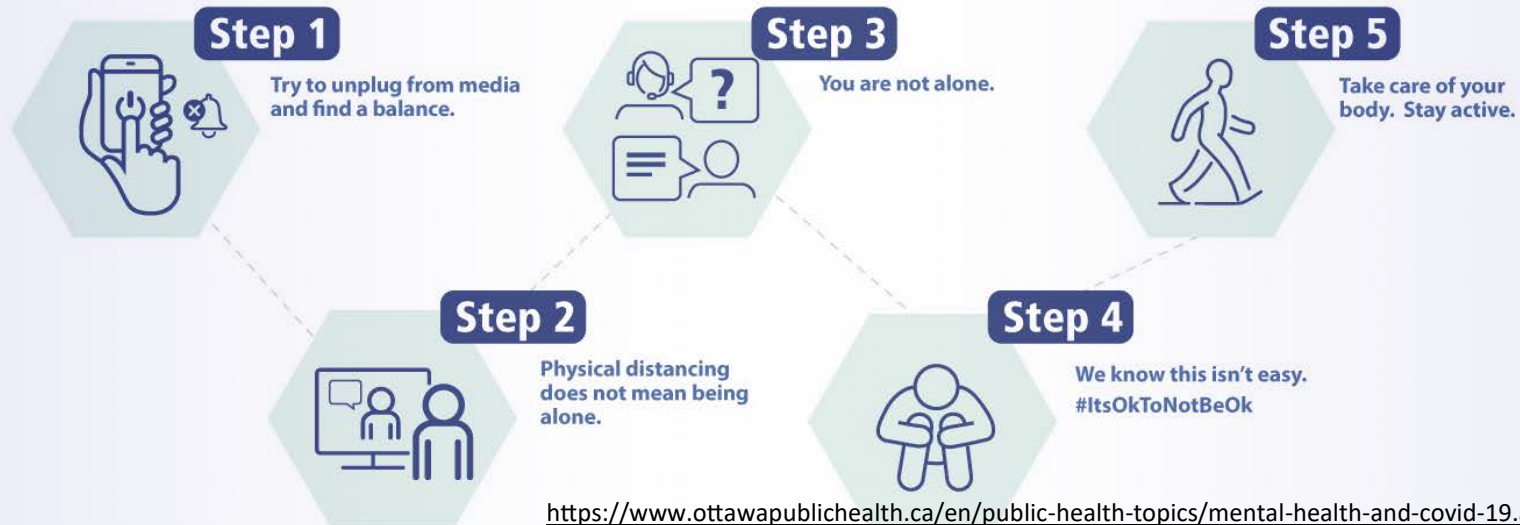 Step 1
Try to unplug from media
and find a balance.
Step 2
Physical distancing
does not mean being
alone.
Step 3
?
You are not alone.
Step 4
We know this isn't easy.
#ItsOkToNotBeOk
Step 5
Take care of your
body. Stay active.
https://www.ottawapublichealth.ca/en/public-health-topics/mental-health-and-covid-19.